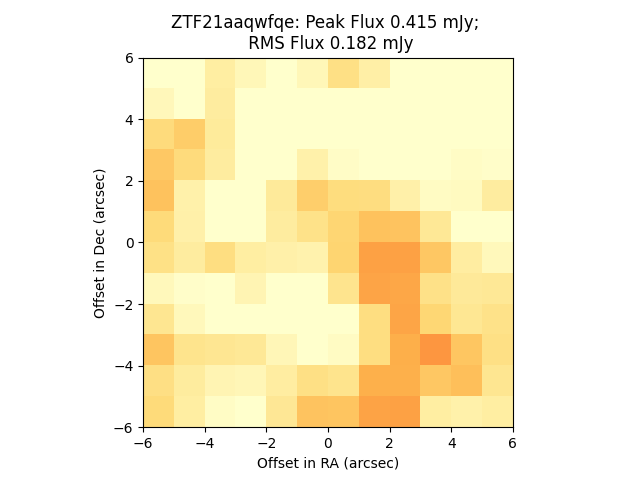 ZTF21aaqwfqe: Peak Flux 0.415 mJy;
RMS Flux 0.182 mJy
6
4
2
0
−2
−4
−6
Offset in Dec (arcsec)
−6 −4 −2 0 2 4 6
Offset in RA (arcsec)